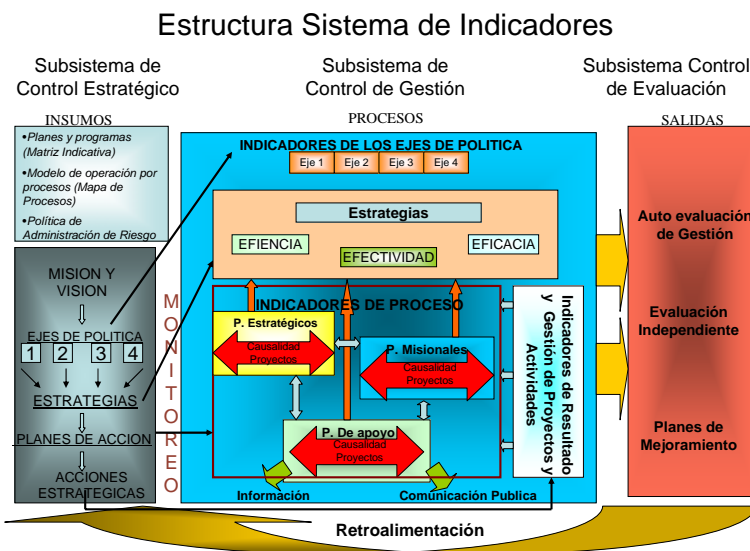 Estructura Sistema de Indicadores
Subsistema de
Control Estratégico
Subsistema de
Control de Gestión
Subsistema Control
de Evaluación
INSUMOS
PROCESOS
SALIDAS
•Planes y programas
(Matriz Indicativa)
•Modelo de operación por
procesos (Mapa de
Procesos)
•Política de
Administración de Riesgo
MISION Y
VISION
EJES DE POLITICA
1 2 3 4
ESTRATEGIAS
PLANES DE ACCION
ACCIONES
ESTRATEGICAS
MONITOREO
INDICADORES DE LOS EJES DE POLITICA
Eje 1 Eje 2 Eje 3 Eje 4
Estrategias
EFIENCIA
EFECTIVIDAD
EFICACIA
INDICADORES DE PROCESO
P. Estratégicos
Causalidad
Proyectos
P. Misionales
Causalidad
Proyectos
P. De apoyo
Causalidad
Proyectos
Información
Comunicación Publica
Indicadores de Resultado
y Gestión de Proyectos y
Actividades
Auto evaluación
de Gestión
Evaluación
Independiente
Planes de
Mejoramiento
Retroalimentación